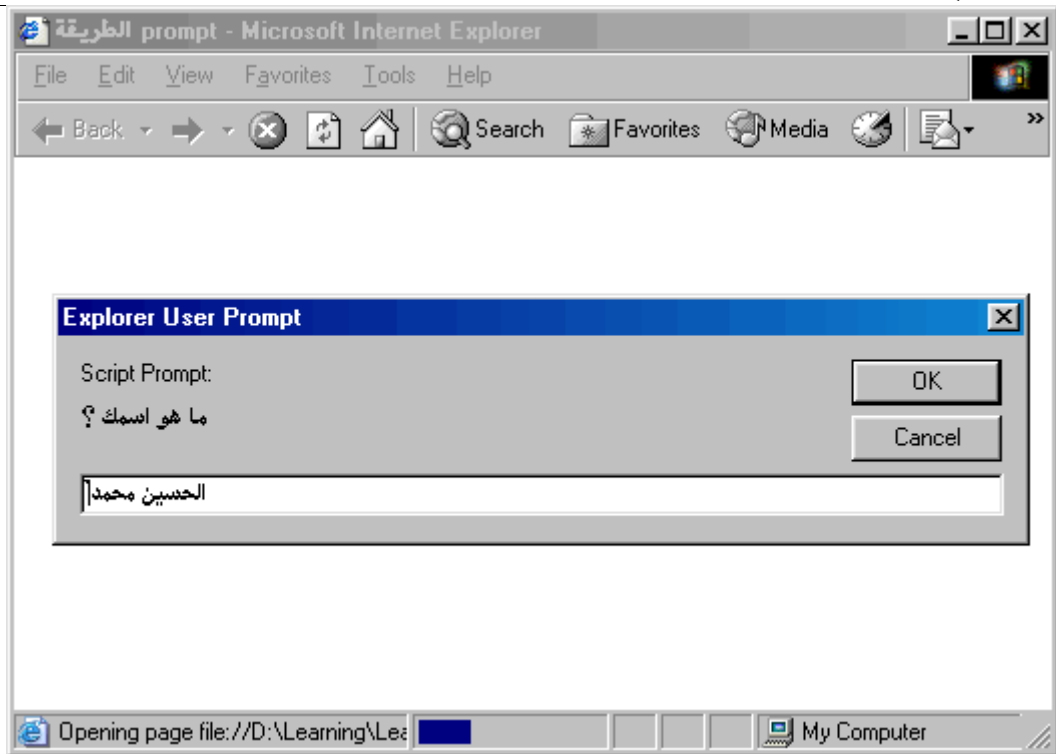 الطريقة prompt - Microsoft Internet Explorer
File Edit View Favorites Tools Help
Back Search Favorites Media »
Explorer User Prompt
Script Prompt:
OK
ما هو اسمك ؟
Cancel
الحسين محمد
Opening page file://D:\Learning\Lea My Computer